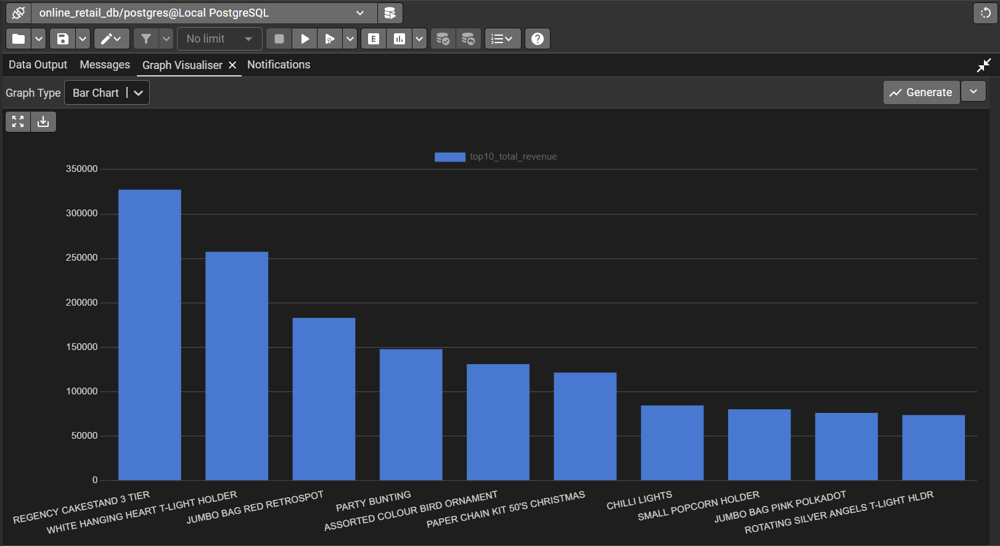 online_retail_db/postgres@Local PostgreSQL
No limit
E
Data Output Messages Graph Visualiser Notifications
Graph Type Bar Chart Generate
top10_total_revenue
350000
300000
250000
200000
150000
100000
50000
0
REGENCY CAKESTAND 3 TIER
WHITE HANGING HEART T-LIGHT HOLDER
JUMBO BAG RED RETROSPOT
PARTY BUNTING
ASSORTED COLOUR BIRD ORNAMENT
PAPER CHAIN KIT 50'S CHRISTMAS
CHILLI LIGHTS
SMALL POPCORN HOLDER
JUMBO BAG PINK POLKADOT
ROTATING SILVER ANGELS T-LIGHT HLDR